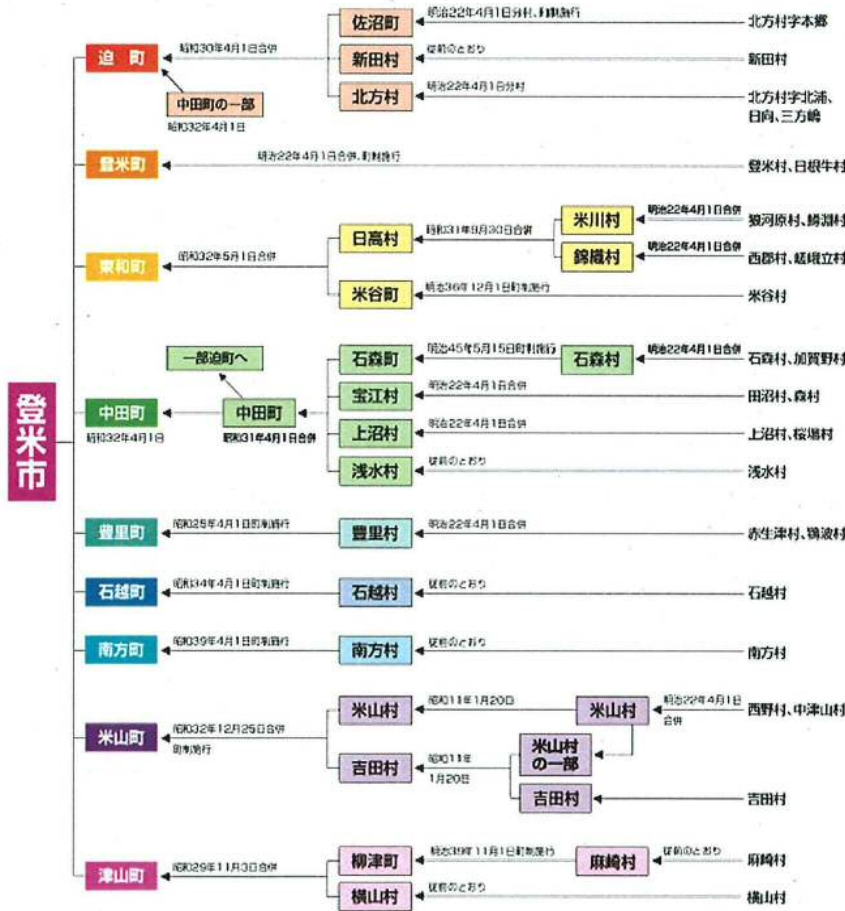 登米市
迫町
昭和30年4月1日合併
中田町の一部
昭和32年4月1日
佐沼町
明治22年4月1日分村、町制施行
北方村字本郷
新田村
従前のとおり
新田村
北方村
明治22年4月1日分村
北方村字北浦、
日向、三方嶋
登米町
明治22年4月1日合併、町制施行
登米村、日根牛村
東和町
昭和32年5月1日合併
日高村
昭和31年9月30日合併
米川村
明治22年4月1日合併
狼河原村、鱒淵村
錦織村
明治22年4月1日合併
西郡村、嵯峨立村
米谷町
明治36年12月1日町制施行
米谷村
中田町
昭和32年4月1日
一部迫町へ
中田町
昭和31年4月1日合併
石森町
明治45年5月15日町制施行
石森村
明治22年4月1日合併
石森村、加賀野村
宝江村
明治22年4月1日合併
田沼村、森村
上沼村
明治22年4月1日合併
上沼村、桜場村
浅水村
従前のとおり
浅水村
豊里町
昭和25年4月1日町制施行
豊里村
明治22年4月1日合併
赤生津村、鴇波村
石越町
昭和34年4月1日町制施行
石越村
従前のとおり
石越村
南方町
昭和39年4月1日町制施行
南方村
従前のとおり
南方村
米山町
昭和32年12月25日合併
町制施行
米山村
昭和11年1月20日
米山村
明治22年4月1日
合併
西野村、中津山村
吉田村
昭和11年
1月20日
米山村
の一部
吉田村
吉田村
津山町
昭和29年11月3日合併
柳津町
明治39年11月1日町制施行
麻崎村
従前のとおり
麻崎村
横山村
従前のとおり
横山村